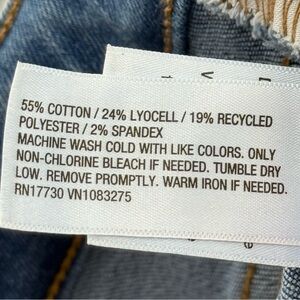 55% COTTON / 24% LYOCELL / 19% RECYCLED
POLYESTER / 2% SPANDEX
MACHINE WASH COLD WITH LIKE COLORS. ONLY
NON-CHLORINE BLEACH IF NEEDED. TUMBLE DRY
LOW. REMOVE PROMPTLY. WARM IRON IF NEEDED.
RN17730 VN1083275